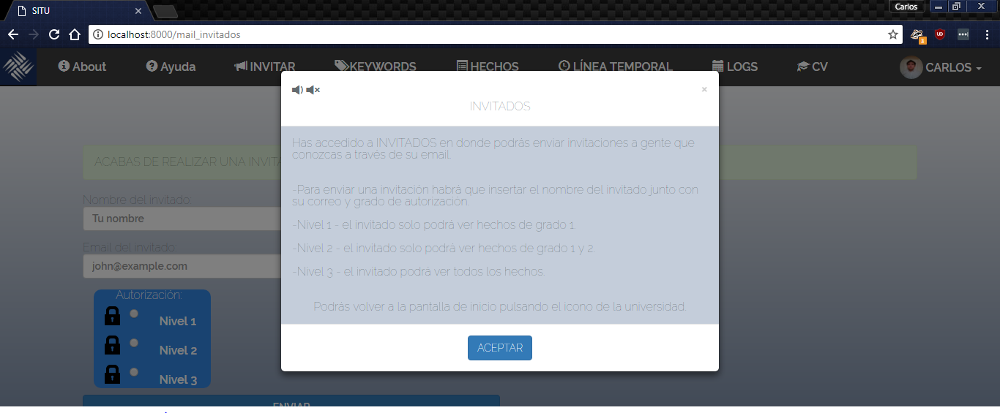 SITU
Carlos
localhost:8000/mail_invitados
3
About
Ayuda
INVITAR
KEYWORDS
HECHOS
LÍNEA TEMPORAL
LOGS
CV
CARLOS
INVITADOS
×
Has accedido a INVITADOS en donde podrás enviar invitaciones a gente que
conozcas a través de su email.
-Para enviar una invitación habrá que insertar el nombre del invitado junto con
su correo y grado de autorización.
-Nivel 1 - el invitado solo podrá ver hechos de grado 1.
-Nivel 2 - el invitado solo podrá ver hechos de grado 1 y 2.
-Nivel 3 - el invitado podrá ver todos los hechos.
Podrás volver a la pantalla de inicio pulsando el icono de la universidad.
ACEPTAR
ACABAS DE REALIZAR UNA INVITA
Nombre del invitado:
Tu nombre
Email del invitado
john@example.com
Autorización:
Nivel 1
Nivel 2
Nivel 3
ENVIAR